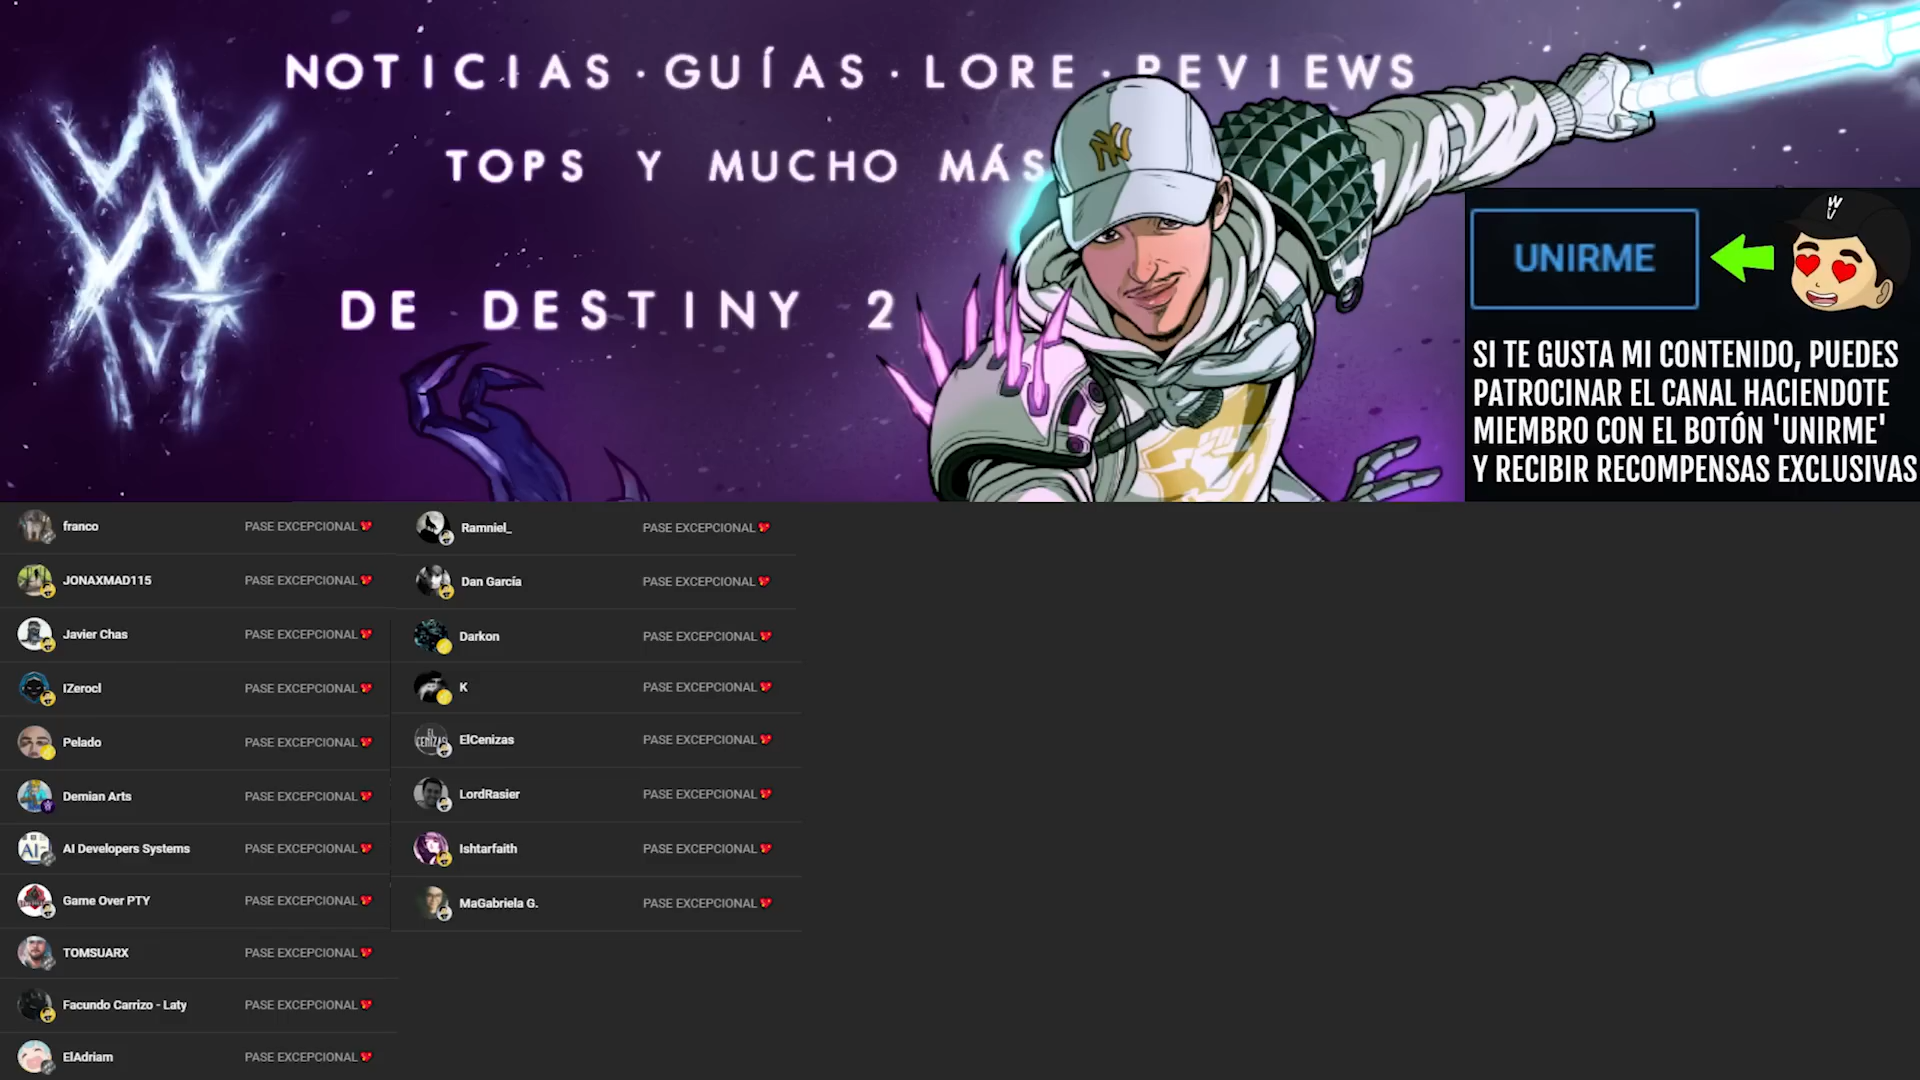 NOTICIAS · GUÍAS · LORE · REVIEWS
TOPS Y MUCHO MÁS
DE DESTINY 2
UNIRME
SI TE GUSTA MI CONTENIDO, PUEDES
PATROCINAR EL CANAL HACIENDOTE
MIEMBRO CON EL BOTÓN 'UNIRME'
Y RECIBIR RECOMPENSAS EXCLUSIVAS
franco PASE EXCEPCIONAL
JONAXMAD115 PASE EXCEPCIONAL
Javier Chas PASE EXCEPCIONAL
IZerocI PASE EXCEPCIONAL
Pelado PASE EXCEPCIONAL
Demian Arts PASE EXCEPCIONAL
AI Developers Systems PASE EXCEPCIONAL
Game Over PTY PASE EXCEPCIONAL
TOMSUARX PASE EXCEPCIONAL
Facundo Carrizo - Laty PASE EXCEPCIONAL
ElAdriam PASE EXCEPCIONAL
Ramniel_ PASE EXCEPCIONAL
Dan García PASE EXCEPCIONAL
Darkon PASE EXCEPCIONAL
K PASE EXCEPCIONAL
ElCenizas PASE EXCEPCIONAL
LordRasier PASE EXCEPCIONAL
Ishtarfaith PASE EXCEPCIONAL
MaGabriela G. PASE EXCEPCIONAL